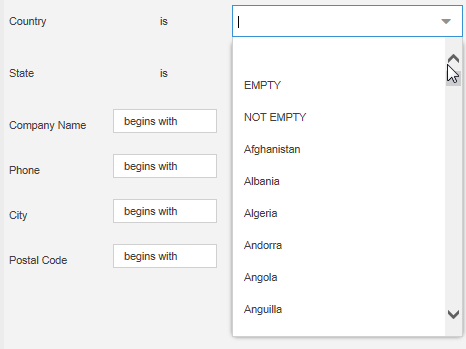 Country is
State is
EMPTY
NOT EMPTY
Company Name begins with
Afghanistan
Phone begins with
Albania
City begins with
Algeria
Andorra
Postal Code begins with
Angola
Anguilla